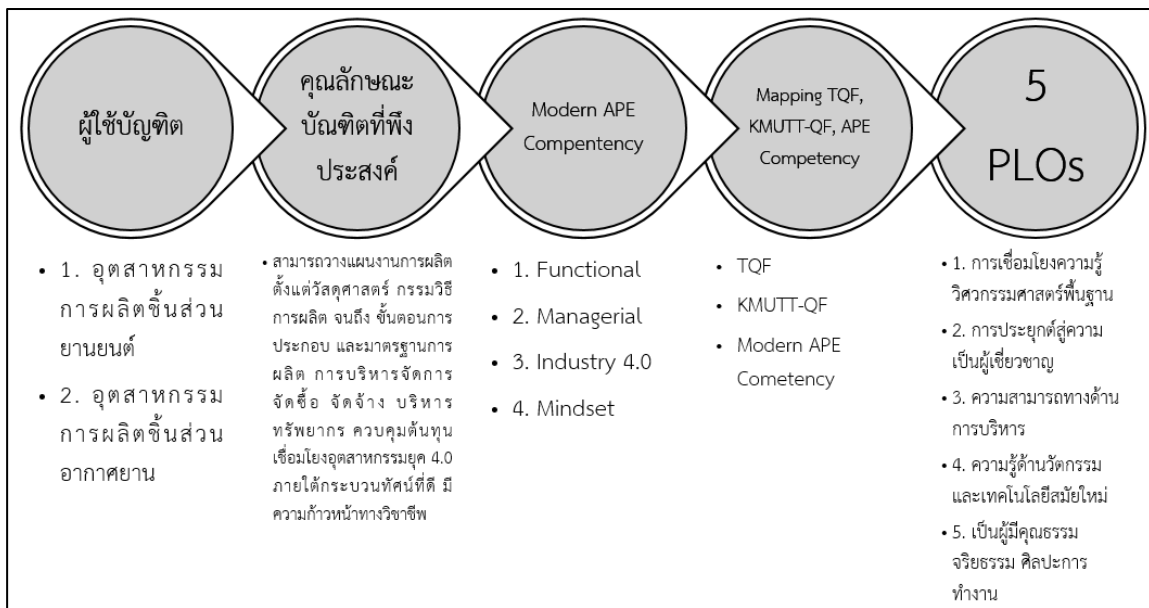 ผู้ใช้บัญฑิต
คุณลักษณะ
บัณฑิตที่พึง
ประสงค์
Modern APE
Compentency
Mapping TQF,
KMUTT-QF, APE
Competency
5
PLOs
• 1. อุตสาหกรรม
การผลิตชิ้นส่วน
ยานยนต์
• 2. อุตสาหกรรม
การผลิตชิ้นส่วน
อากาศยาน
• สามารถวางแผนงานการผลิต
ตั้งแต่วัสดุศาสตร์ กรรมวิธี
การผลิต จนถึง ขั้นตอนการ
ประกอบ และมาตรฐานการ
ผลิต การบริหารจัดการ
จัดซื้อ จัดจ้าง บริหาร
ทรัพยากร ควบคุมต้นทุน
เชื่อมโยงอุตสาหกรรมยุค 4.0
ภายใต้กระบวนทัศน์ที่ดี มี
ความก้าวหน้าทางวิชาชีพ
• 1. Functional
• 2. Managerial
• 3. Industry 4.0
• 4. Mindset
• TQF
• KMUTT-QF
• Modern APE
Cometency
• 1. การเชื่อมโยงความรู้
วิศวกรรมศาสตร์พื้นฐาน
• 2. การประยุกต์สู่ความ
เป็นผู้เชี่ยวชาญ
• 3. ความสามารถทางด้าน
การบริหาร
• 4. ความรู้ด้านวัตกรรม
และเทคโนโลยีสมัยใหม่
• 5. เป็นผู้มีคุณธรรม
จริยธรรม ศิลปะการ
ทำงาน